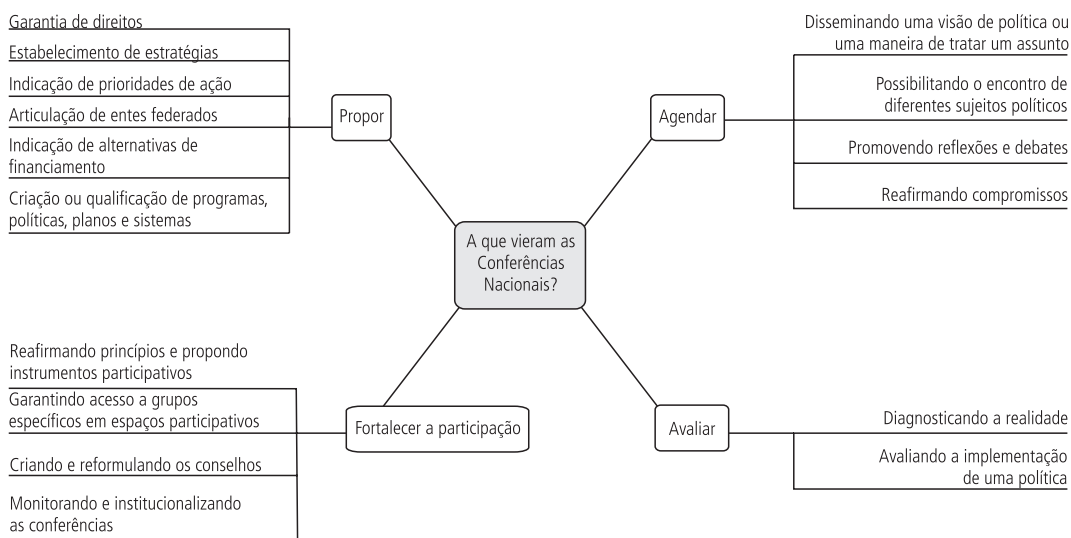 Garantia de direitos
Estabelecimento de estratégias
Indicação de prioridades de ação
Articulação de entes federados
Indicação de alternativas de
financiamento
Criação ou qualificação de programas,
políticas, planos e sistemas
Propor
Agendar
Disseminando uma visão de política ou
uma maneira de tratar um assunto
Possibilitando o encontro de
diferentes sujeitos políticos
Promovendo reflexões e debates
Reafirmando compromissos
A que vieram as
Conferências
Nacionais?
Reafirmando princípios e propondo
instrumentos participativos
Garantindo acesso a grupos
específicos em espaços participativos
Criando e reformulando os conselhos
Monitorando e institucionalizando
as conferências
Fortalecer a participação
Avaliar
Diagnosticando a realidade
Avaliando a implementação
de uma política